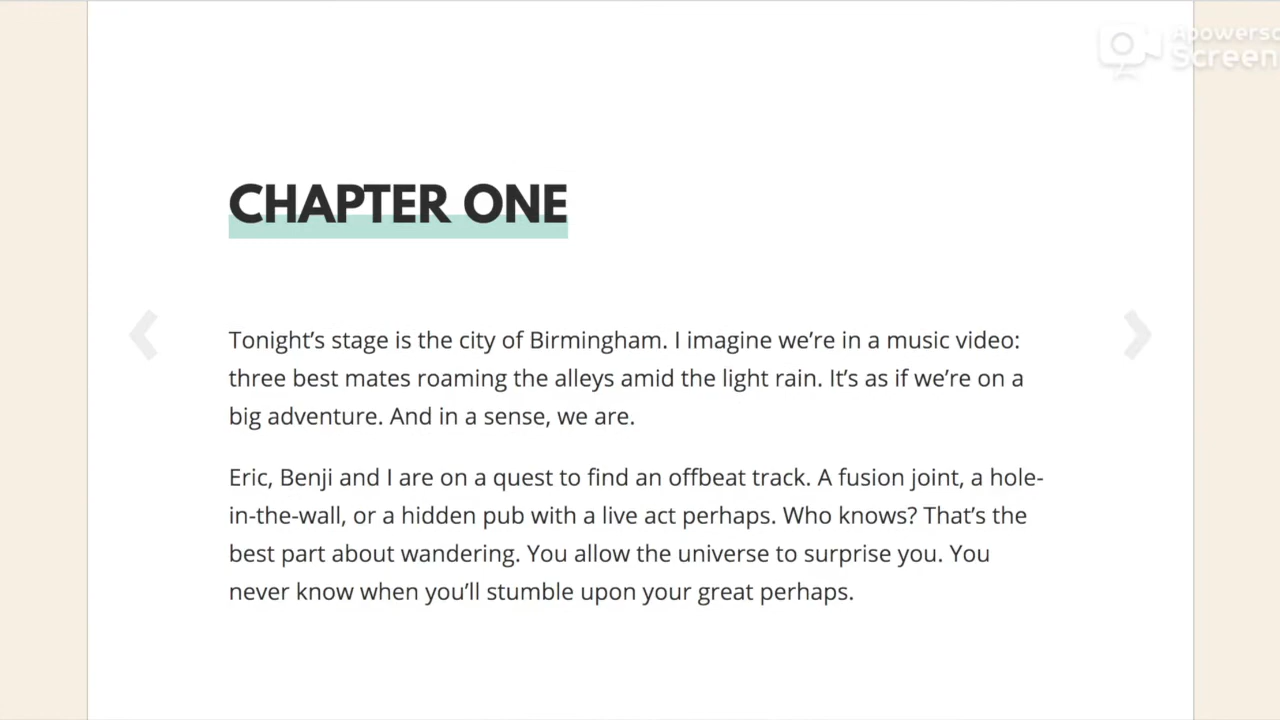 Apowersc
Screen
CHAPTER ONE
Tonight’s stage is the city of Birmingham. I imagine we’re in a music video:
three best mates roaming the alleys amid the light rain. It’s as if we’re on a
big adventure. And in a sense, we are.
Eric, Benji and I are on a quest to find an offbeat track. A fusion joint, a hole-
in-the-wall, or a hidden pub with a live act perhaps. Who knows? That’s the
best part about wandering. You allow the universe to surprise you. You
never know when you’ll stumble upon your great perhaps.